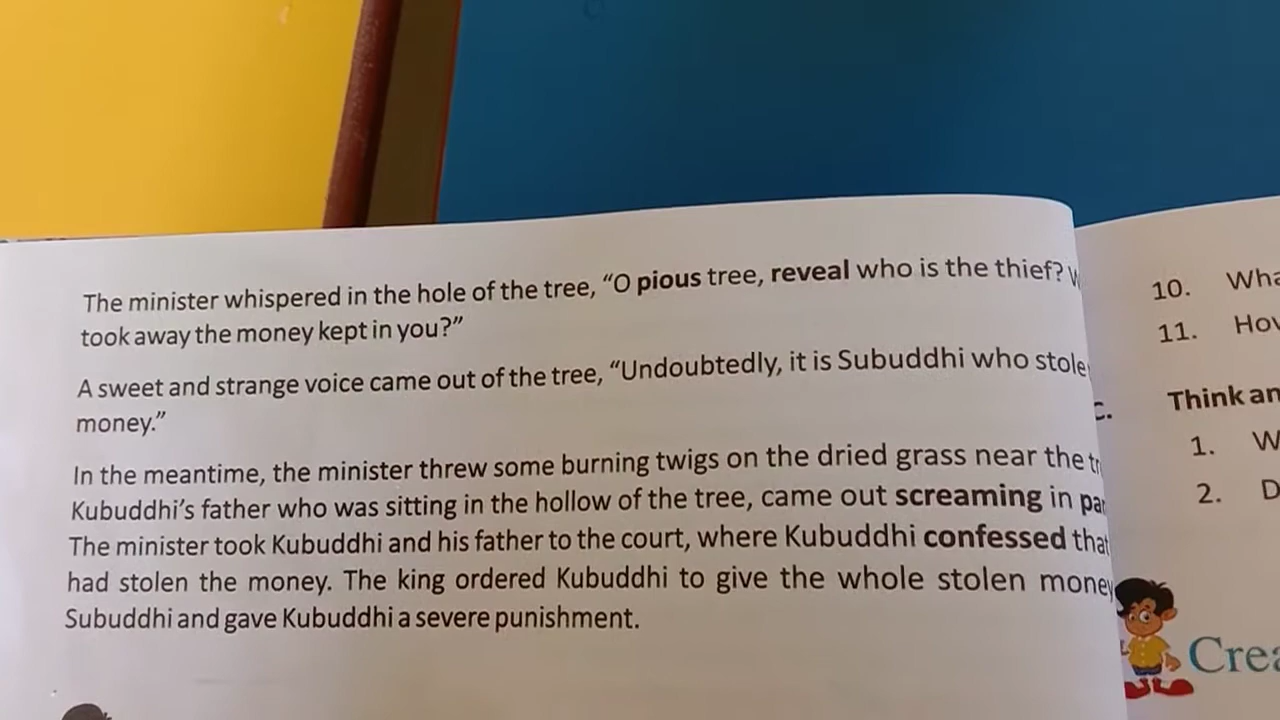 The minister whispered in the hole of the tree, “O pious tree, reveal who is the thief?
took away the money kept in you?”
A sweet and strange voice came out of the tree, “Undoubtedly, it is Subuddhi who stole
money.”
In the meantime, the minister threw some burning twigs on the dried grass near the
Kubuddhi’s father who was sitting in the hollow of the tree, came out screaming in
The minister took Kubuddhi and his father to the court, where Kubuddhi confessed that
had stolen the money. The king ordered Kubuddhi to give the whole stolen money
Subuddhi and gave Kubuddhi a severe punishment.
10.
11.
C. Think
1.
2.